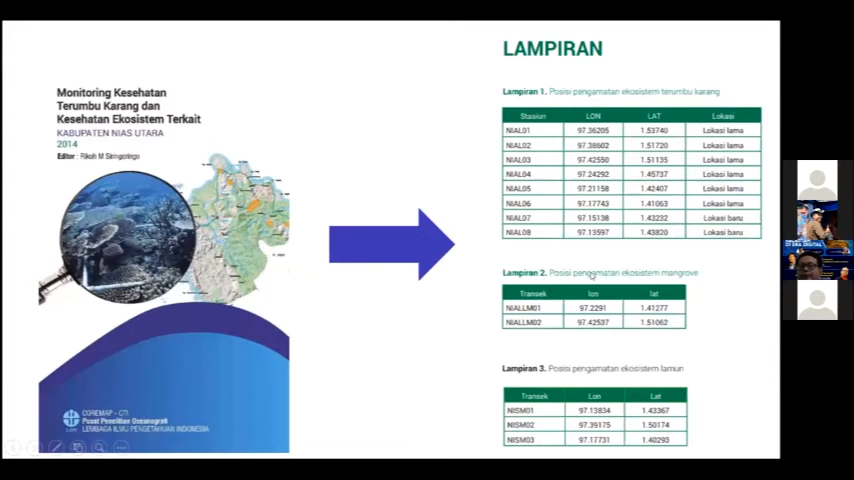 Monitoring Kesehatan
Terumbu Karang dan
Kesehatan Ekosistem Terkait
KABUPATEN NIAS UTARA
2014
Editor : Rikoh M Siringoringo
COREMAP - CTI
Pusat Penelitian Oseanografi
LEMBAGA ILMU PENGETAHUAN INDONESIA
LAMPIRAN
Lampiran 1. Posisi pengamatan ekosistem terumbu karang
Stasiun LON LAT Lokasi
NIAL01 97.36205 1.53740 Lokasi lama
NIAL02 97.38602 1.51720 Lokasi lama
NIAL03 97.42550 1.51135 Lokasi lama
NIAL04 97.24292 1.45737 Lokasi lama
NIAL05 97.21158 1.42407 Lokasi lama
NIAL06 97.17743 1.41063 Lokasi lama
NIAL07 97.15138 1.43232 Lokasi baru
NIAL08 97.13597 1.43820 Lokasi baru
Lampiran 2. Posisi pengamatan ekosistem mangrove
Transek lon lat
NIALLM01 97.2291 1.41277
NIALLM02 97.42537 1.51062
Lampiran 3. Posisi pengamatan ekosistem lamun
Transek Lon Lat
NISM01 97.13834 1.43367
NISM02 97.39175 1.50174
NISM03 97.17731 1.40293